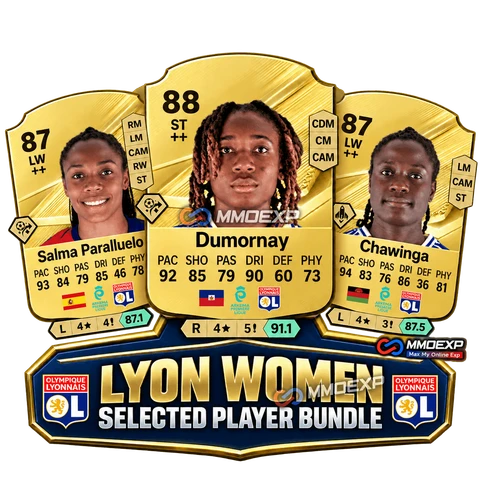 87
LW
++
RM
LM
CAM
RW
ST
Salma Paralluelo
PAC SHO PAS DRI DEF PHY
93 84 79 85 46 78
L 4★ 4! 87.1
88
ST
++
CDM
CM
CAM
MMOEXP
Dumornay
PAC SHO PAS DRI DEF PHY
92 85 79 90 60 73
R 4★ 5! 91.1
87
LW
++
LM
CAM
ST
Chawinga
PAC SHO PAS DRI DEF PHY
94 83 76 86 36 81
L 4★ 3! 87.5
MMOEXP
Max My Online Exp
LYON WOMEN
MMOEXP
SELECTED PLAYER BUNDLE
OLYMPIQUE
LYONNAIS
OL
OLYMPIQUE
LYONNAIS
OL